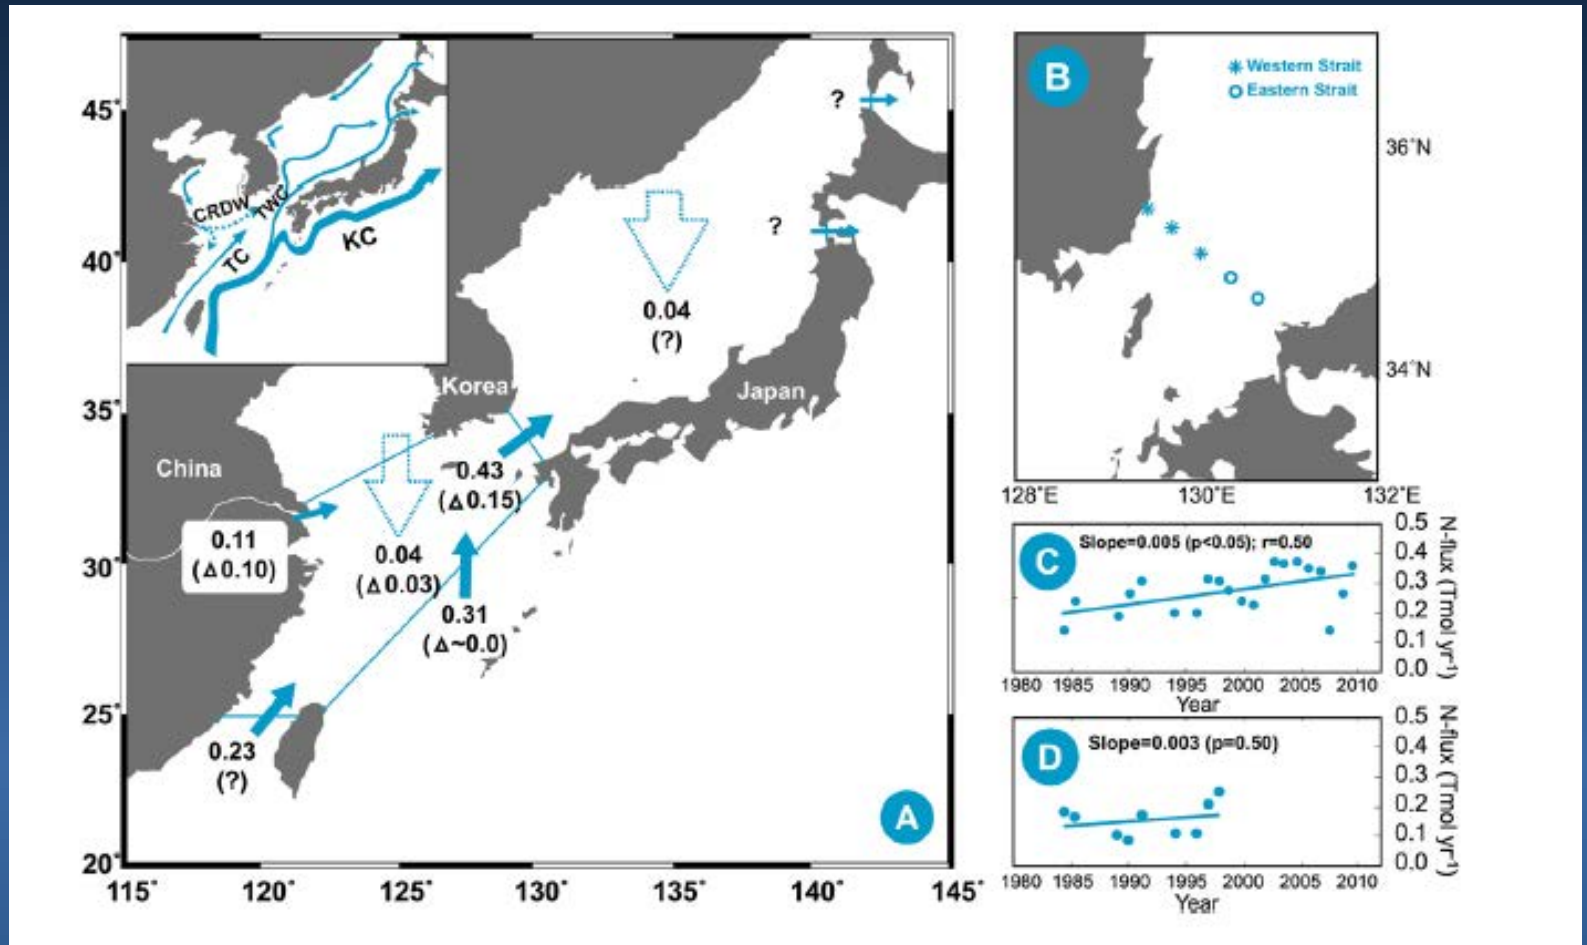 45°
40°
35°
30°
25°
20°
115°
120°
125°
130°
135°
140°
145°
CRDW
TWC
TC
KC
?
?
0.04
(?)
Korea
Japan
China
0.43
(Δ0.15)
0.11
(Δ0.10)
0.04
(Δ0.03)
0.31
(Δ~0.0)
0.23
(?)
A
B
Western Strait
Eastern Strait
36°N
34°N
128°E
130°E
132°E
C
Slope=0.005 (p<0.05); r=0.50
0.5
0.4
0.3
0.2
0.1
0.0
N-flux (Tmol yr⁻¹)
1980 1985 1990 1995 2000 2005 2010
Year
D
Slope=0.003 (p=0.50)
0.5
0.4
0.3
0.2
0.1
0.0
N-flux (Tmol yr⁻¹)
1980 1985 1990 1995 2000 2005 2010
Year